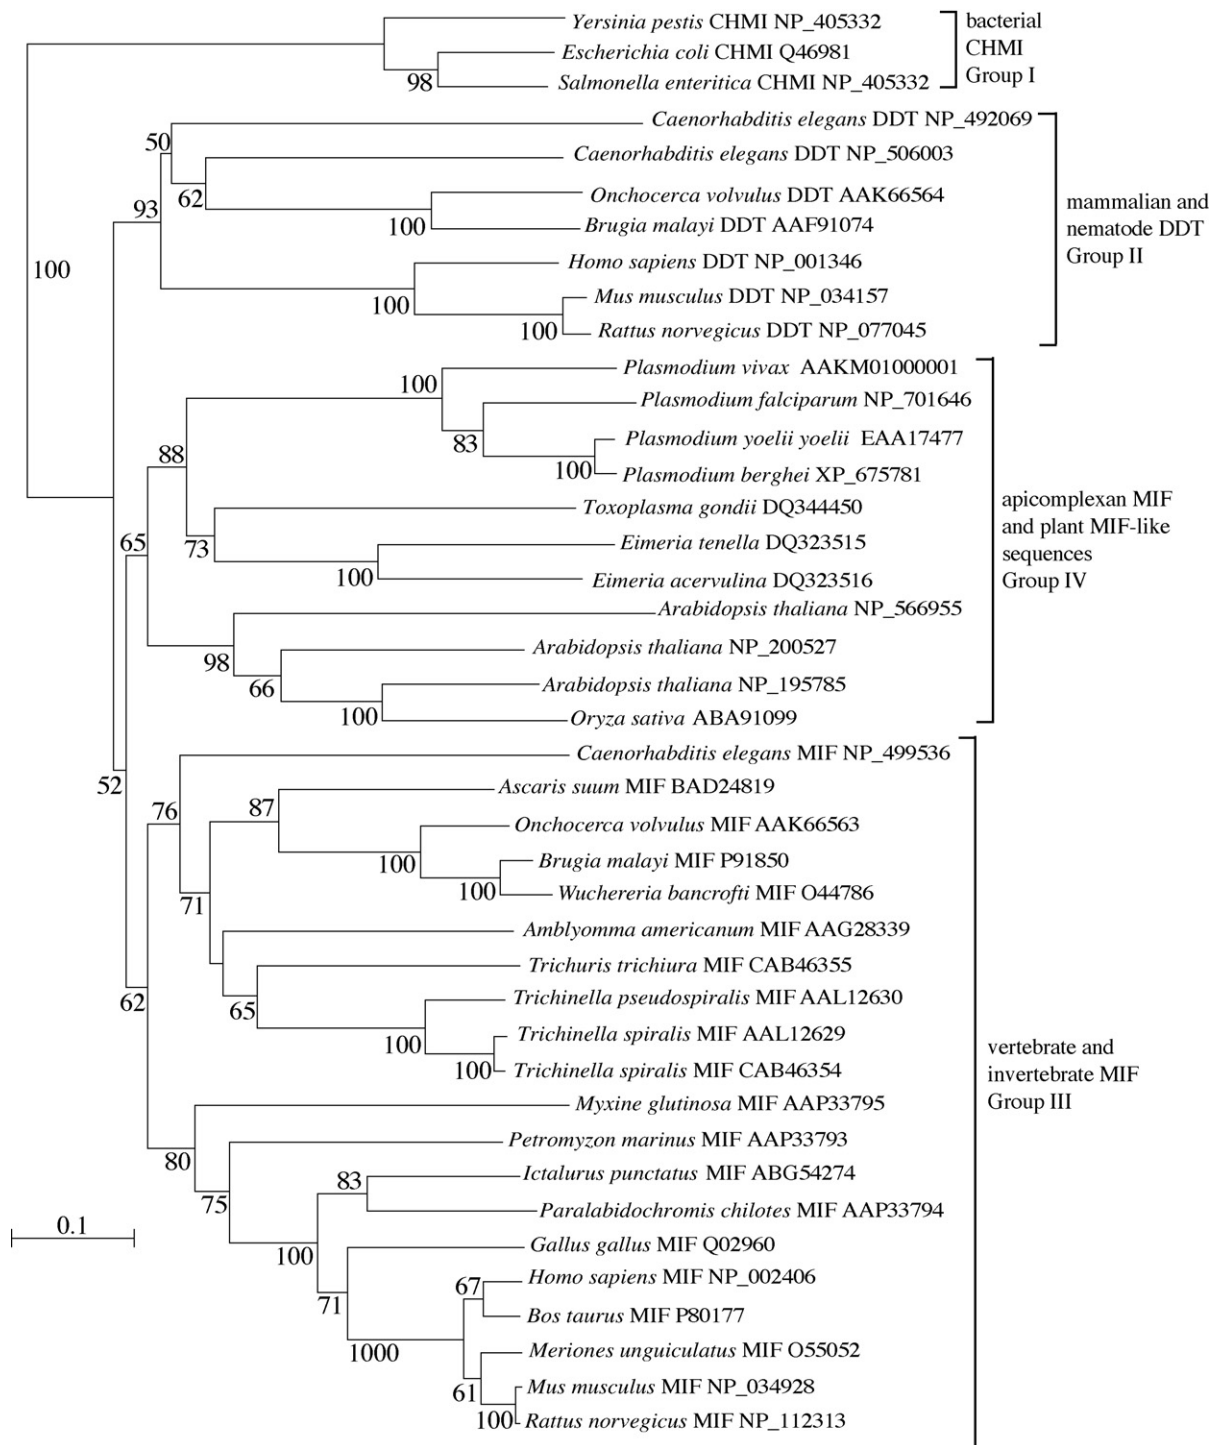 Yersinia pestis CHMI NP_405332
Escherichia coli CHMI Q46981
98
Salmonella enteritica CHMI NP_405332
bacterial
CHMI
Group I
100
50
Caenorhabditis elegans DDT NP_492069
Caenorhabditis elegans DDT NP_506003
62
93
Onchocerca volvulus DDT AAK66564
100
Brugia malayi DDT AAF91074
Homo sapiens DDT NP_001346
100
Mus musculus DDT NP_034157
100
Rattus norvegicus DDT NP_077045
mammalian and
nematode DDT
Group II
100
Plasmodium vivax AAKM01000001
Plasmodium falciparum NP_701646
83
Plasmodium yoelii yoelii EAA17477
88
100
Plasmodium berghei XP_675781
Toxoplasma gondii DQ344450
65
73
Eimeria tenella DQ323515
100
Eimeria acervulina DQ323516
Arabidopsis thaliana NP_566955
98
Arabidopsis thaliana NP_200527
66
Arabidopsis thaliana NP_195785
100
Oryza sativa ABA91099
apicomplexan MIF
and plant MIF-like
sequences
Group IV
52
Caenorhabditis elegans MIF NP_499536
76
87
Ascaris suum MIF BAD24819
Onchocerca volvulus MIF AAK66563
100
Brugia malayi MIF P91850
100
Wuchereria bancrofti MIF O44786
71
Amblyomma americanum MIF AAG28339
Trichuris trichiura MIF CAB46355
62
65
Trichinella pseudospiralis MIF AAL12630
100
Trichinella spiralis MIF AAL12629
100
Trichinella spiralis MIF CAB46354
Myxine glutinosa MIF AAP33795
80
Petromyzon marinus MIF AAP33793
75
83
Ictalurus punctatus MIF ABG54274
Paralabidochromis chilotes MIF AAP33794
100
Gallus gallus MIF Q02960
71
67
Homo sapiens MIF NP_002406
Bos taurus MIF P80177
1000
Meriones unguiculatus MIF O55052
61
Mus musculus MIF NP_034928
100
Rattus norvegicus MIF NP_112313
vertebrate and
invertebrate MIF
Group III
0.1